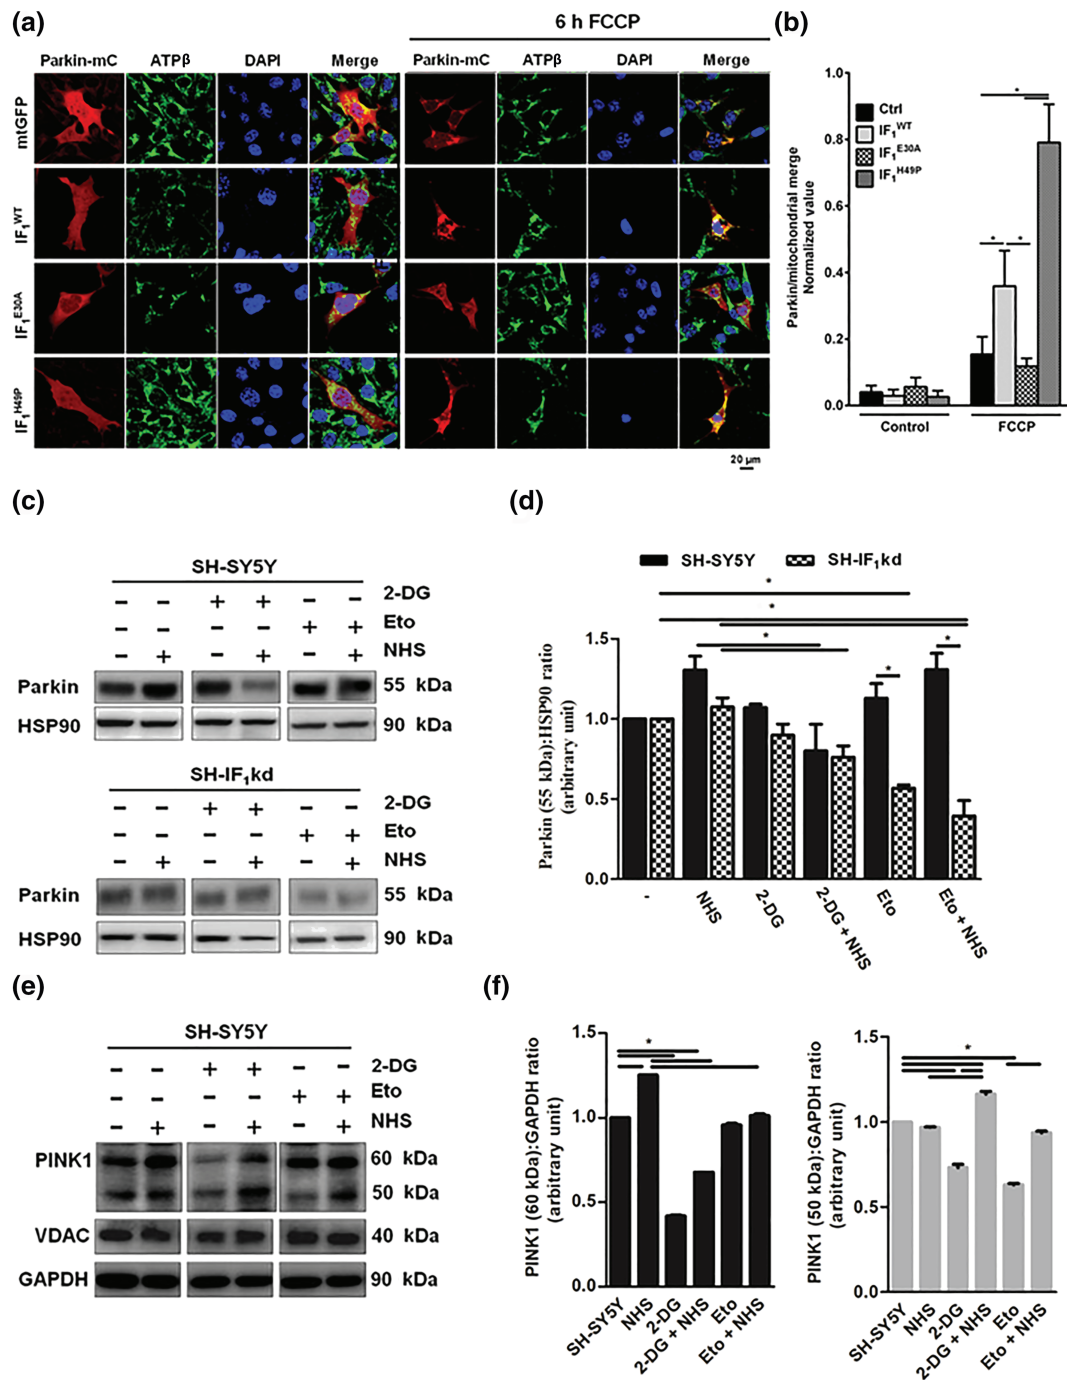 (a)
6 h FCCP
Parkin-mC ATPβ DAPI Merge Parkin-mC ATPβ DAPI Merge
mtGFP
IF1WT
IF1E30A
IF1H49P
20 µm
(b)
Parkin/mitochondrial merge
Normalized value
1.0
0.8
0.6
0.4
0.2
0.0
Ctrl
IF1WT
IF1E30A
IF1H49P
* * *
Control FCCP
(c)
SH-SY5Y
– – + + – – 2-DG
– – – – + + Eto
– + – + – + NHS
Parkin 55 kDa
HSP90 90 kDa
SH-IF1kd
– – + + – – 2-DG
– – – – + + Eto
– + – + – + NHS
Parkin 55 kDa
HSP90 90 kDa
(d)
SH-SY5Y SH-IF1kd
Parkin (55 kDa):HSP90 ratio
(arbitrary unit)
1.5
1.0
0.5
0.0
* * * * *
- NHS 2-DG 2-DG + NHS Eto Eto + NHS
(e)
SH-SY5Y
– – + + – – 2-DG
– – – – + + Eto
– + – + – + NHS
PINK1 60 kDa
50 kDa
VDAC 40 kDa
GAPDH 90 kDa
(f)
PINK1 (60 kDa):GAPDH ratio
(arbitrary unit)
1.5
1.0
0.5
0.0
*
SH-SY5Y NHS 2-DG 2-DG + NHS Eto Eto + NHS
PINK1 (50 kDa):GAPDH ratio
(arbitrary unit)
1.5
1.0
0.5
0.0
*
SH-SY5Y NHS 2-DG 2-DG + NHS Eto Eto + NHS